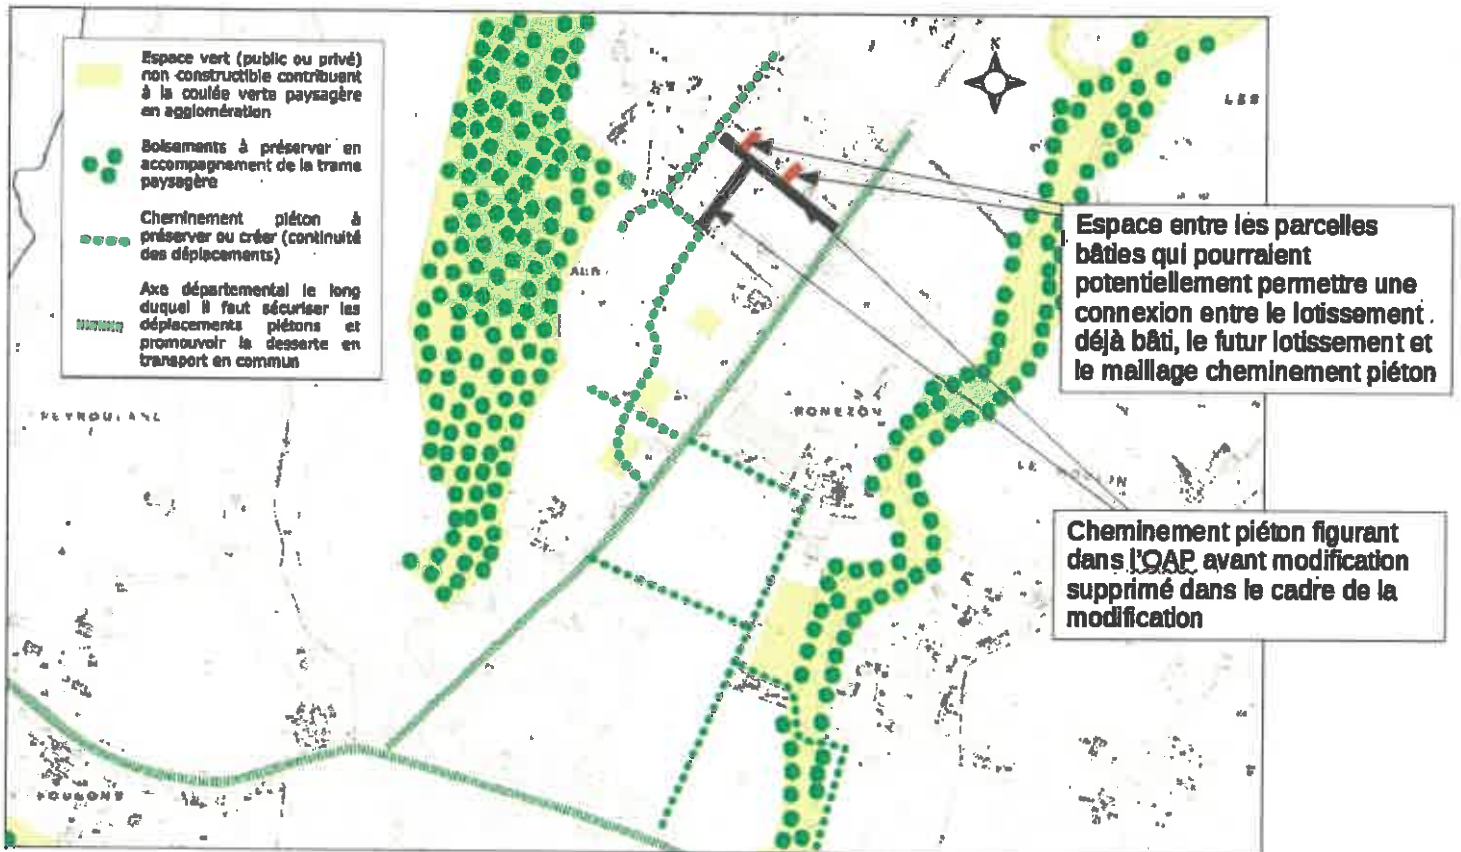 Espace vert (public ou privé)
non constructible contribuant
à la coulée verte paysagère
en agglomération
Boisements à préserver en
accompagnement de la trame
paysagère
Cheminement piéton à
préserver ou créer (continuité
des déplacements)
Axe départemental le long
duquel il faut sécuriser les
déplacements piétons et
promouvoir la desserte en
transport en commun
N
LES
Espace entre les parcelles
bâties qui pourraient
potentiellement permettre une
connexion entre le lotissement
déjà bâti, le futur lotissement et
le maillage cheminement piéton
RONEZON
Cheminement piéton figurant
dans l'OAP avant modification
supprimé dans le cadre de la
modification